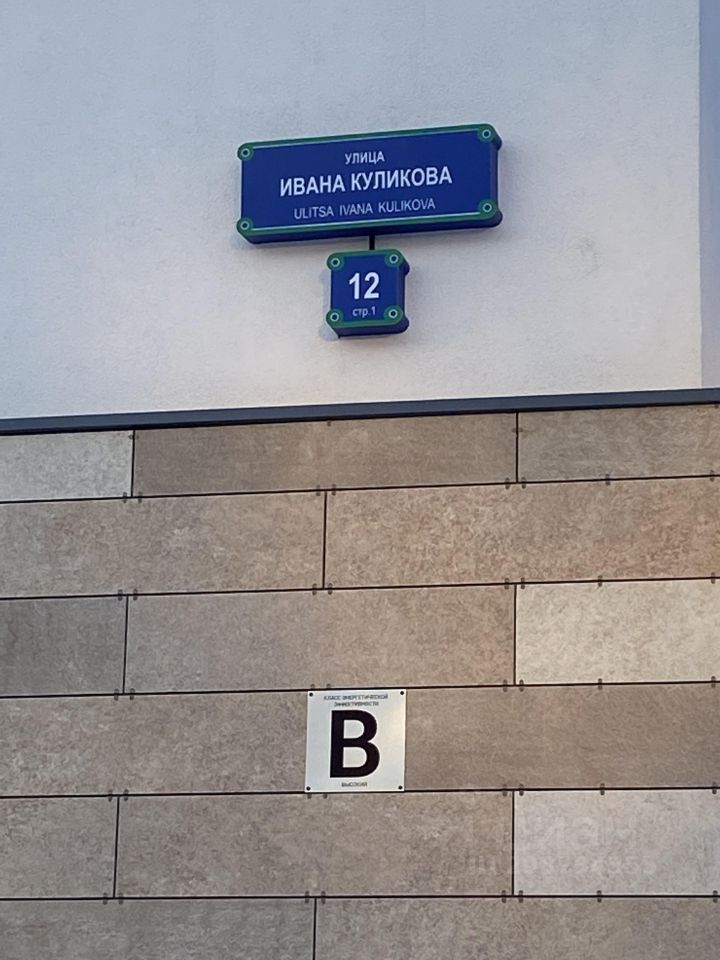 УЛИЦА
ИВАНА КУЛИКОВА
ULITSA IVANA KULIKOVA
12
стр.1
КЛАСС ЭНЕРГЕТИЧЕСКОЙ
ЭФФЕКТИВНОСТИ
B
ВЫСОКИЙ